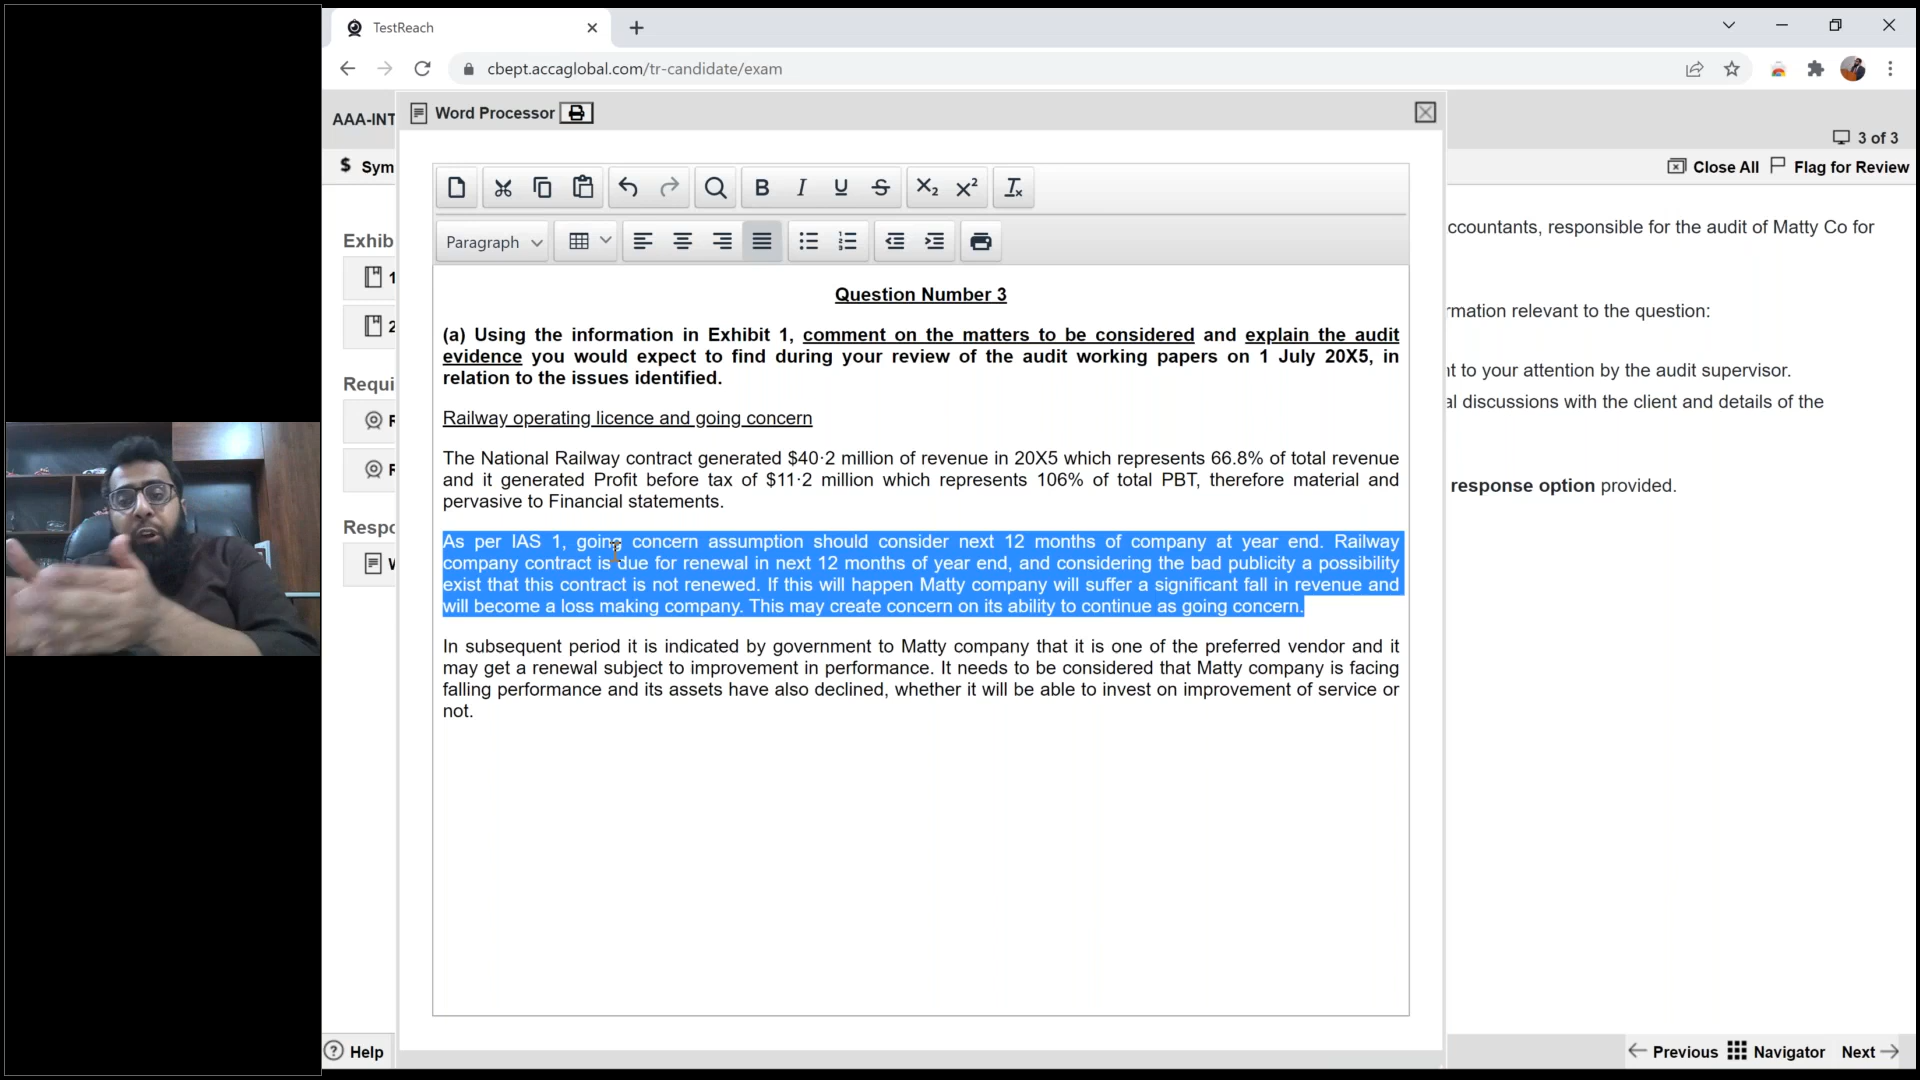 TestReach
cbept.accaglobal.com/tr-candidate/exam
AAA-INT
Word Processor
3 of 3
$ Sym
Close All
Flag for Review
Paragraph
Exhib
1
2
Requi
Respo
ccountants, responsible for the audit of Matty Co for
rmation relevant to the question:
t to your attention by the audit supervisor.
al discussions with the client and details of the
response option provided.
Question Number 3
(a) Using the information in Exhibit 1, comment on the matters to be considered and explain the audit
evidence you would expect to find during your review of the audit working papers on 1 July 20X5, in
relation to the issues identified.
Railway operating licence and going concern
The National Railway contract generated $40·2 million of revenue in 20X5 which represents 66.8% of total revenue
and it generated Profit before tax of $11·2 million which represents 106% of total PBT, therefore material and
pervasive to Financial statements.
As per IAS 1, going concern assumption should consider next 12 months of company at year end. Railway
company contract is due for renewal in next 12 months of year end, and considering the bad publicity a possibility
exist that this contract is not renewed. If this will happen Matty company will suffer a significant fall in revenue and
will become a loss making company. This may create concern on its ability to continue as going concern.
In subsequent period it is indicated by government to Matty company that it is one of the preferred vendor and it
may get a renewal subject to improvement in performance. It needs to be considered that Matty company is facing
falling performance and its assets have also declined, whether it will be able to invest on improvement of service or
not.
Help
Previous
Navigator
Next